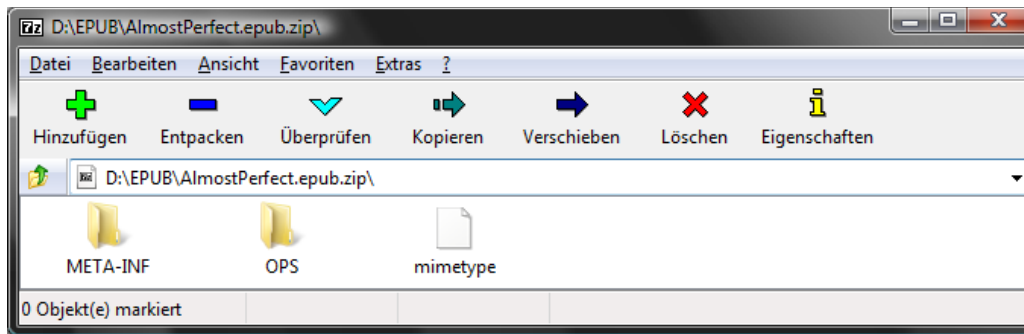 D:\EPUB\AlmostPerfect.epub.zip\
Datei Bearbeiten Ansicht Favoriten Extras ?
Hinzufügen Entpacken Überprüfen Kopieren Verschieben Löschen Eigenschaften
D:\EPUB\AlmostPerfect.epub.zip\
META-INF OPS mimetype
0 Objekt(e) markiert